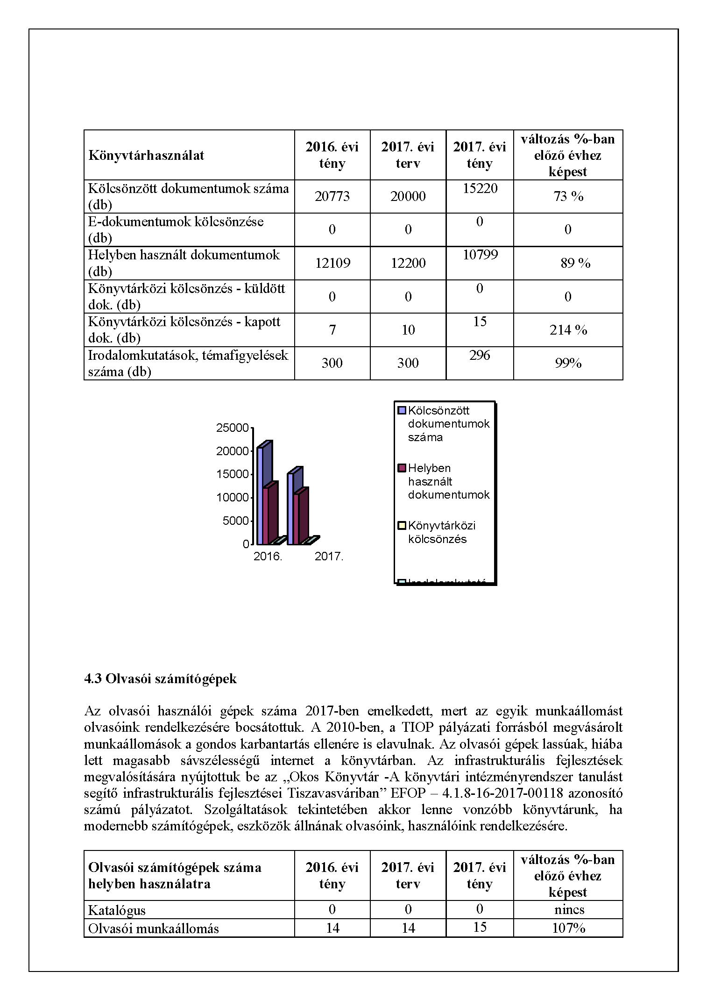 Könyvtárhasználat 2016. évi tény 2017. évi terv 2017. évi tény változás %-ban előző évhez képest
Kölcsönzött dokumentumok száma (db) 20773 20000 15220 73 %
E-dokumentumok kölcsönzése (db) 0 0 0 0
Helyben használt dokumentumok (db) 12109 12200 10799 89 %
Könyvtárközi kölcsönzés - küldött dok. (db) 0 0 0 0
Könyvtárközi kölcsönzés - kapott dok. (db) 7 10 15 214 %
Irodalomkutatások, témafigyelések száma (db) 300 300 296 99%
25000
20000
15000
10000
5000
0
2016. 2017.
Kölcsönzött
dokumentumok
száma
Helyben
használt
dokumentumok
Könyvtárközi
kölcsönzés
4.3 Olvasói számítógépek
Az olvasói használói gépek száma 2017-ben emelkedett, mert az egyik munkaállomást
olvasóink rendelkezésére bocsátottuk. A 2010-ben, a TIOP pályázati forrásból megvásárolt
munkaállomások a gondos karbantartás ellenére is elavulnak. Az olvasói gépek lassúak, hiába
lett magasabb sávszélességű internet a könyvtárban. Az infrastrukturális fejlesztések
megvalósítására nyújtottuk be az „Okos Könyvtár -A könyvtári intézményrendszer tanulást
segítő infrastrukturális fejlesztései Tiszavasváriban” EFOP – 4.1.8-16-2017-00118 azonosító
számú pályázatot. Szolgáltatások tekintetében akkor lenne vonzóbb könyvtárunk, ha
modernebb számítógépek, eszközök állnának olvasóink, használóink rendelkezésére.
Olvasói számítógépek száma helyben használatra 2016. évi tény 2017. évi terv 2017. évi tény változás %-ban előző évhez képest
Katalógus 0 0 0 nincs
Olvasói munkaállomás 14 14 15 107%